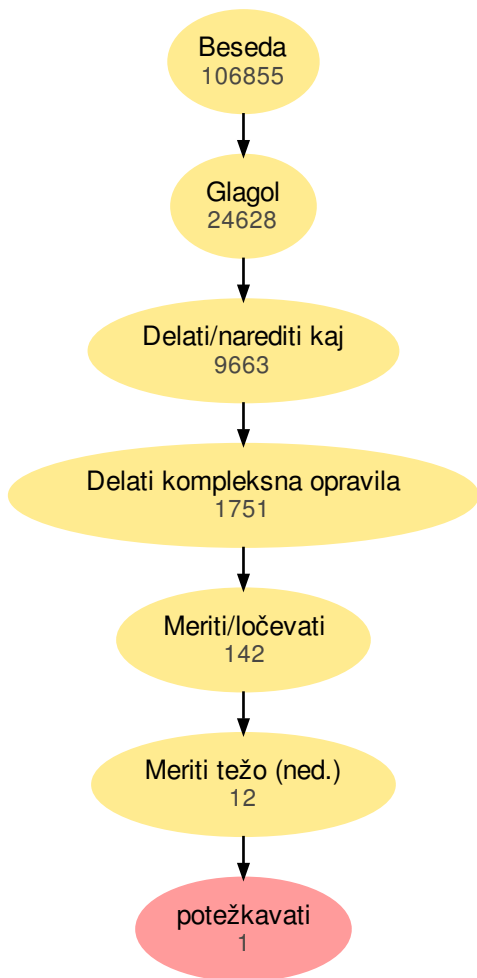 Beseda
106855
Glagol
24628
Delati/narediti kaj
9663
Delati kompleksna opravila
1751
Meriti/ločevati
142
Meriti težo (ned.)
12
potežkavati
1